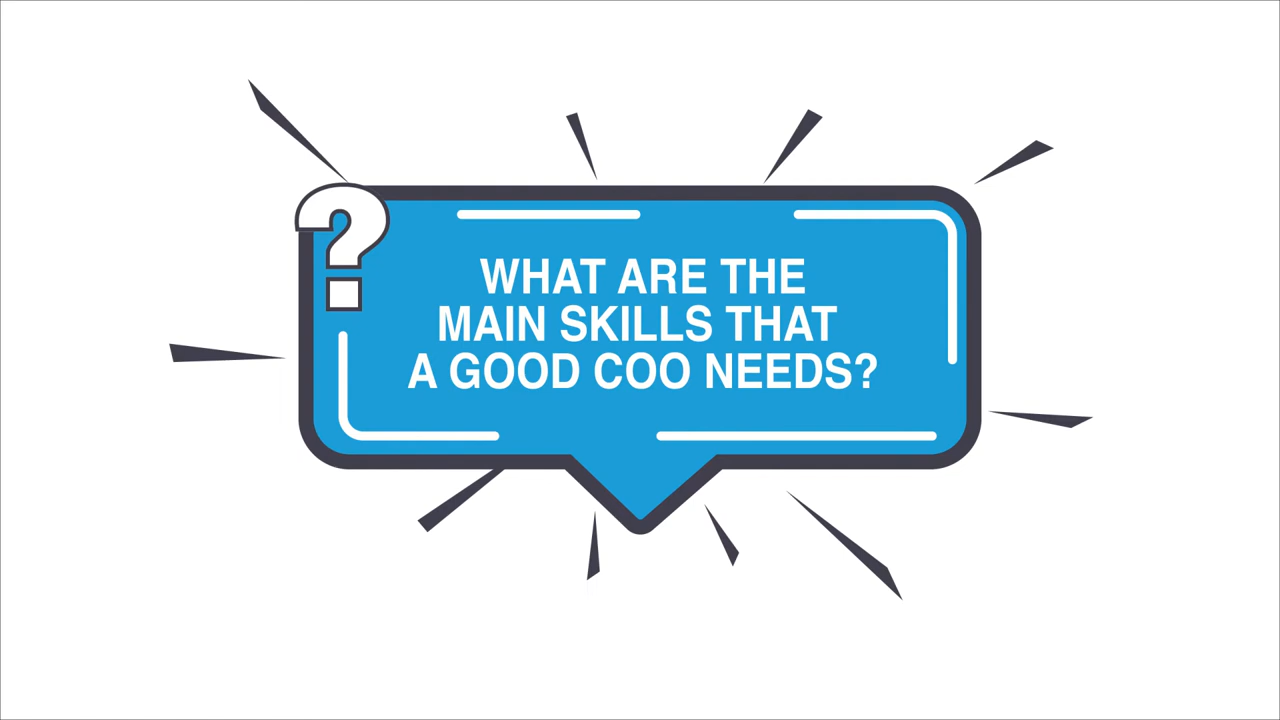 ?
WHAT ARE THE
MAIN SKILLS THAT
A GOOD COO NEEDS?